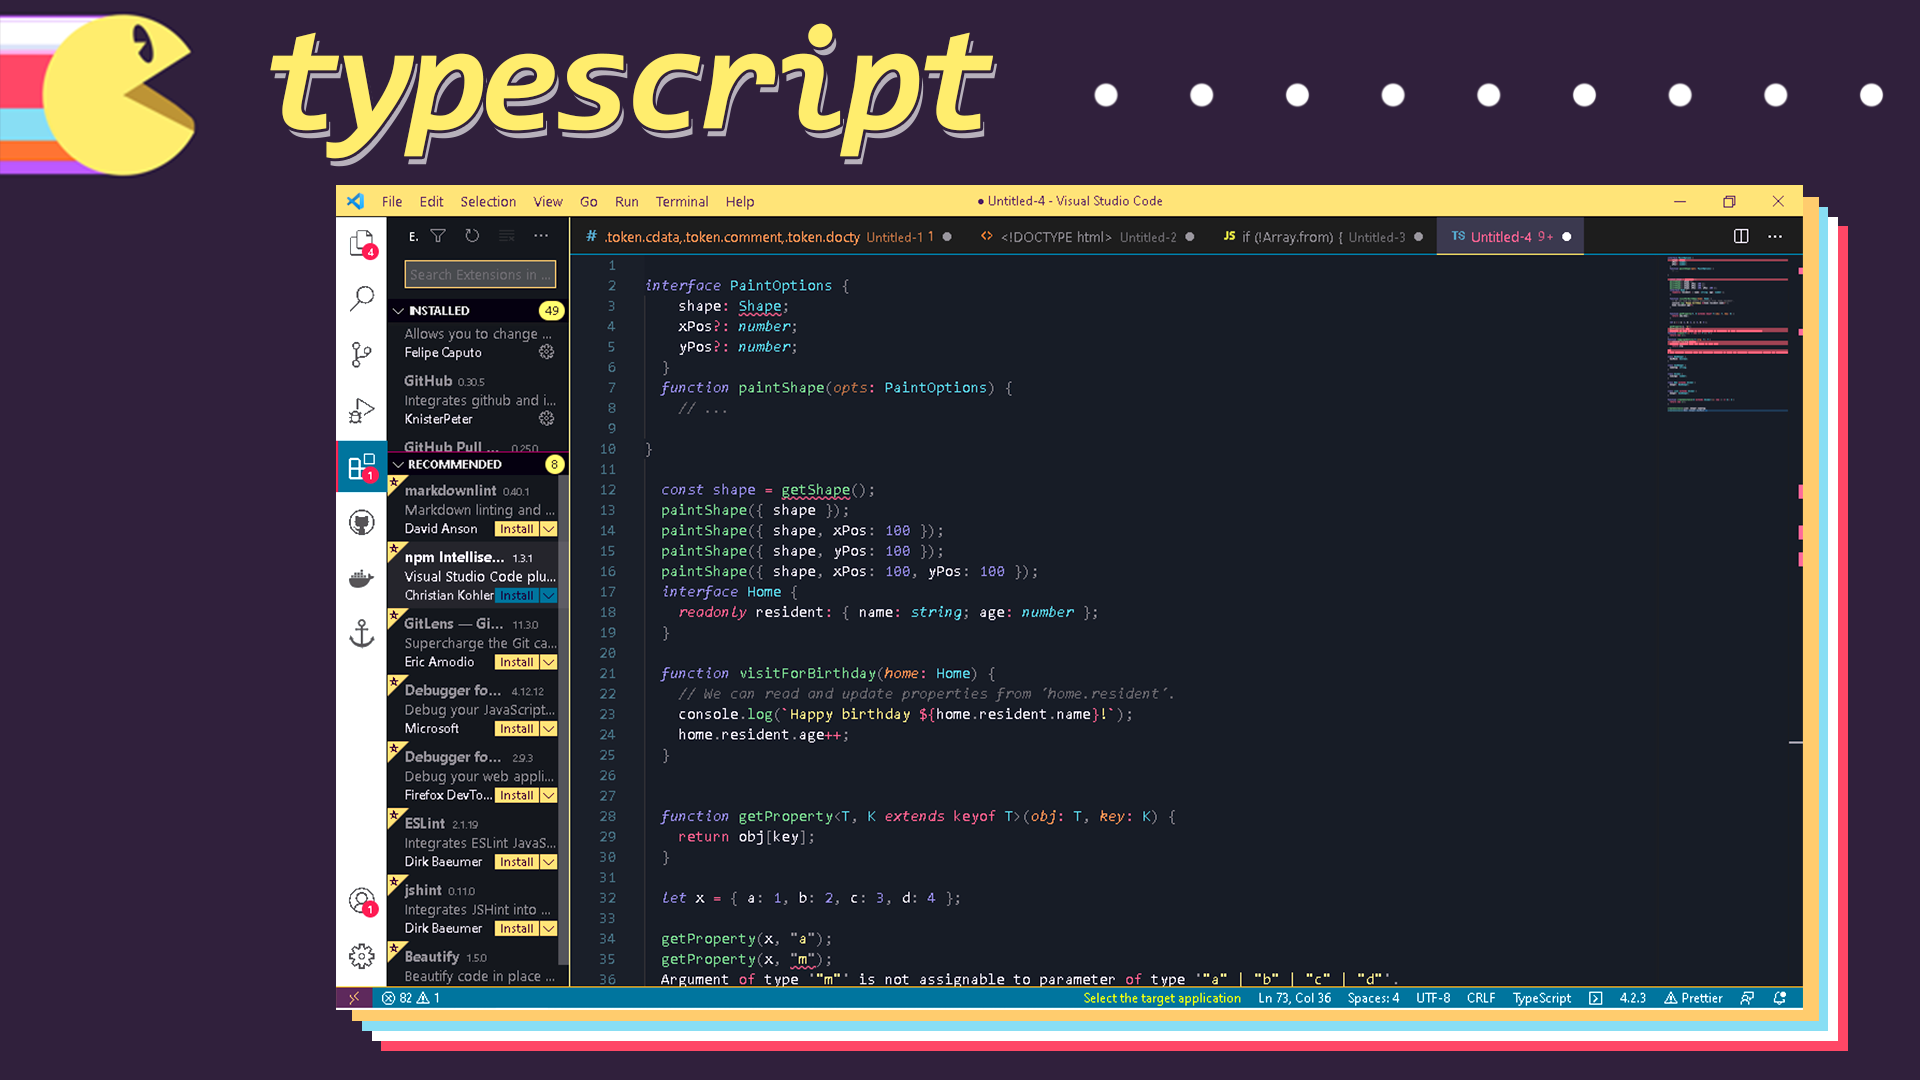 typescript
File Edit Selection View Go Run Terminal Help
● Untitled-4 - Visual Studio Code
E.
# .token.cdata,.token.comment,.token.docty Untitled-1 1
<> <!DOCTYPE html> Untitled-2
JS if (!Array.from) { Untitled-3
TS Untitled-4 9+
Search Extensions in ...
INSTALLED 49
Allows you to change ...
Felipe Caputo
GitHub 0.30.5
Integrates github and i...
KnisterPeter
GitHub Pull ... 0.25.0
RECOMMENDED 8
markdownlint 0.40.1
Markdown linting and ...
David Anson Install
npm Intellise... 1.3.1
Visual Studio Code plu...
Christian Kohler Install
GitLens — Gi... 11.3.0
Supercharge the Git ca...
Eric Amodio Install
Debugger fo... 4.12.12
Debug your JavaScript...
Microsoft Install
Debugger fo... 2.9.3
Debug your web appli...
Firefox DevTo... Install
ESLint 2.1.19
Integrates ESLint JavaS...
Dirk Baeumer Install
jshint 0.11.0
Integrates JSHint into ...
Dirk Baeumer Install
Beautify 1.5.0
Beautify code in place ...
4
1
1
1
2 interface PaintOptions {
3 shape: Shape;
4 xPos?: number;
5 yPos?: number;
6 }
7 function paintShape(opts: PaintOptions) {
8 // ...
9
10 }
11
12 const shape = getShape();
13 paintShape({ shape });
14 paintShape({ shape, xPos: 100 });
15 paintShape({ shape, yPos: 100 });
16 paintShape({ shape, xPos: 100, yPos: 100 });
17 interface Home {
18 readonly resident: { name: string; age: number };
19 }
20
21 function visitForBirthday(home: Home) {
22 // We can read and update properties from 'home.resident'.
23 console.log(`Happy birthday ${home.resident.name}!`);
24 home.resident.age++;
25 }
26
27
28 function getProperty<T, K extends keyof T>(obj: T, key: K) {
29 return obj[key];
30 }
31
32 let x = { a: 1, b: 2, c: 3, d: 4 };
33
34 getProperty(x, "a");
35 getProperty(x, "m");
36 Argument of type '"m"' is not assignable to parameter of type '"a" | "b" | "c" | "d"'.
82 1
Select the target application Ln 73, Col 36 Spaces: 4 UTF-8 CRLF TypeScript 4.2.3 Prettier